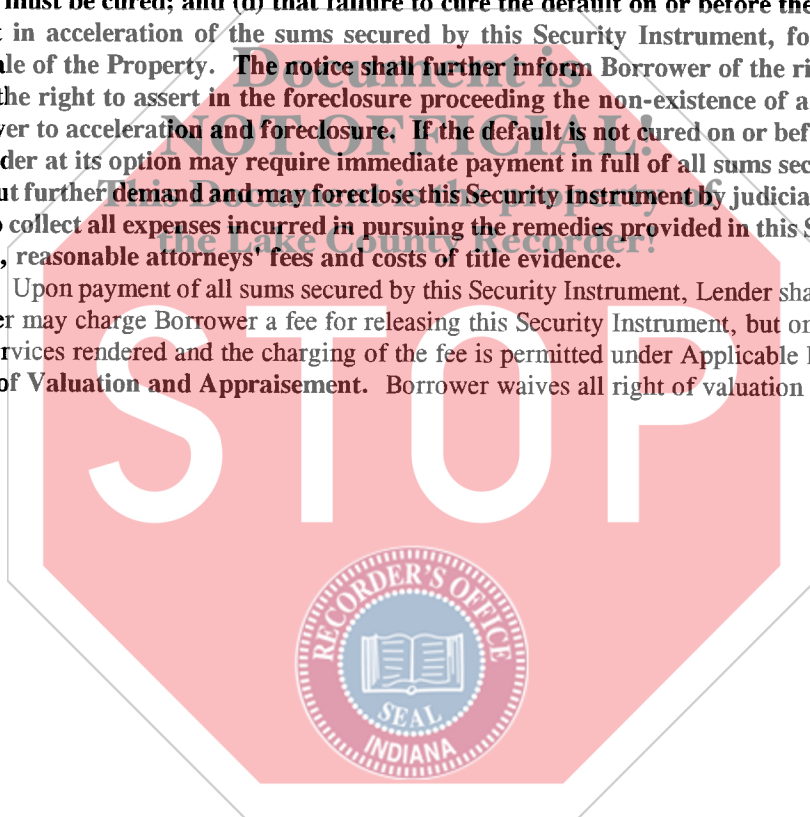 must be cured; and (d) that failure to cure the default on or before the
in acceleration of the sums secured by this Security Instrument, fo
le of the Property. The notice shall further inform Borrower of the ri
the right to assert in the foreclosure proceeding the non-existence of a
er to acceleration and foreclosure. If the default is not cured on or bef
der at its option may require immediate payment in full of all sums sec
ut further demand and may foreclose this Security Instrument by judicia
collect all expenses incurred in pursuing the remedies provided in this S
, reasonable attorneys' fees and costs of title evidence.
Upon payment of all sums secured by this Security Instrument, Lender sha
er may charge Borrower a fee for releasing this Security Instrument, but on
rvices rendered and the charging of the fee is permitted under Applicable
of Valuation and Appraisement. Borrower waives all right of valuation
Document is
NOT OFFICIAL!
This Document is the property of
the Lake County Recorder!
STOP
RECORDER'S OFFICE
SEAL
INDIANA